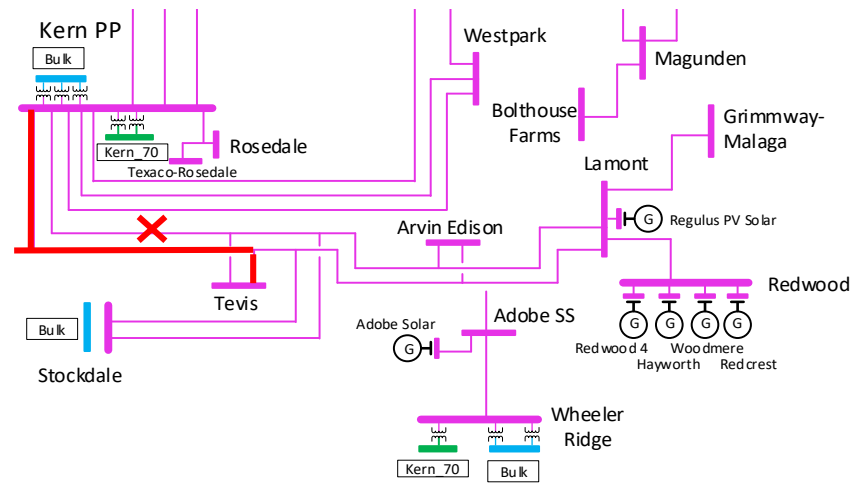 Kern PP
Bulk
Westpark
Magunden
Bolthouse
Farms
Grimmway-
Malaga
Rosedale
Kern_70
Texaco-Rosedale
Lamont
G
Regulus PV Solar
Arvin Edison
Tevis
Redwood
G
G
G
G
Redwood 4
Woodmere
Hayworth
Redcrest
Bulk
Stockdale
Adobe Solar
G
Adobe SS
Wheeler
Ridge
Kern_70
Bulk